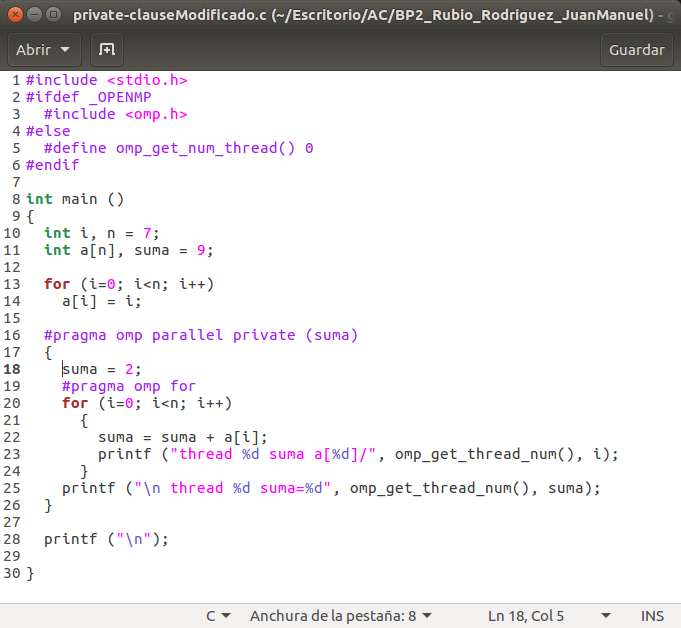 private-clauseModificado.c (~/Escritorio/AC/BP2_Rubio_Rodriguez_JuanManuel) -
Abrir Guardar
1 #include <stdio.h>
2 #ifdef _OPENMP
3   #include <omp.h>
4 #else
5   #define omp_get_num_thread() 0
6 #endif
7
8 int main ()
9 {
10   int i, n = 7;
11   int a[n], suma = 9;
12
13   for (i=0; i<n; i++)
14     a[i] = i;
15
16   #pragma omp parallel private (suma)
17   {
18     suma = 2;
19     #pragma omp for
20     for (i=0; i<n; i++)
21       {
22         suma = suma + a[i];
23         printf ("thread %d suma a[%d]/", omp_get_thread_num(), i);
24       }
25     printf ("\n thread %d suma=%d", omp_get_thread_num(), suma);
26   }
27
28   printf ("\n");
29
30 }
C Anchura de la pestaña: 8 Ln 18, Col 5 INS